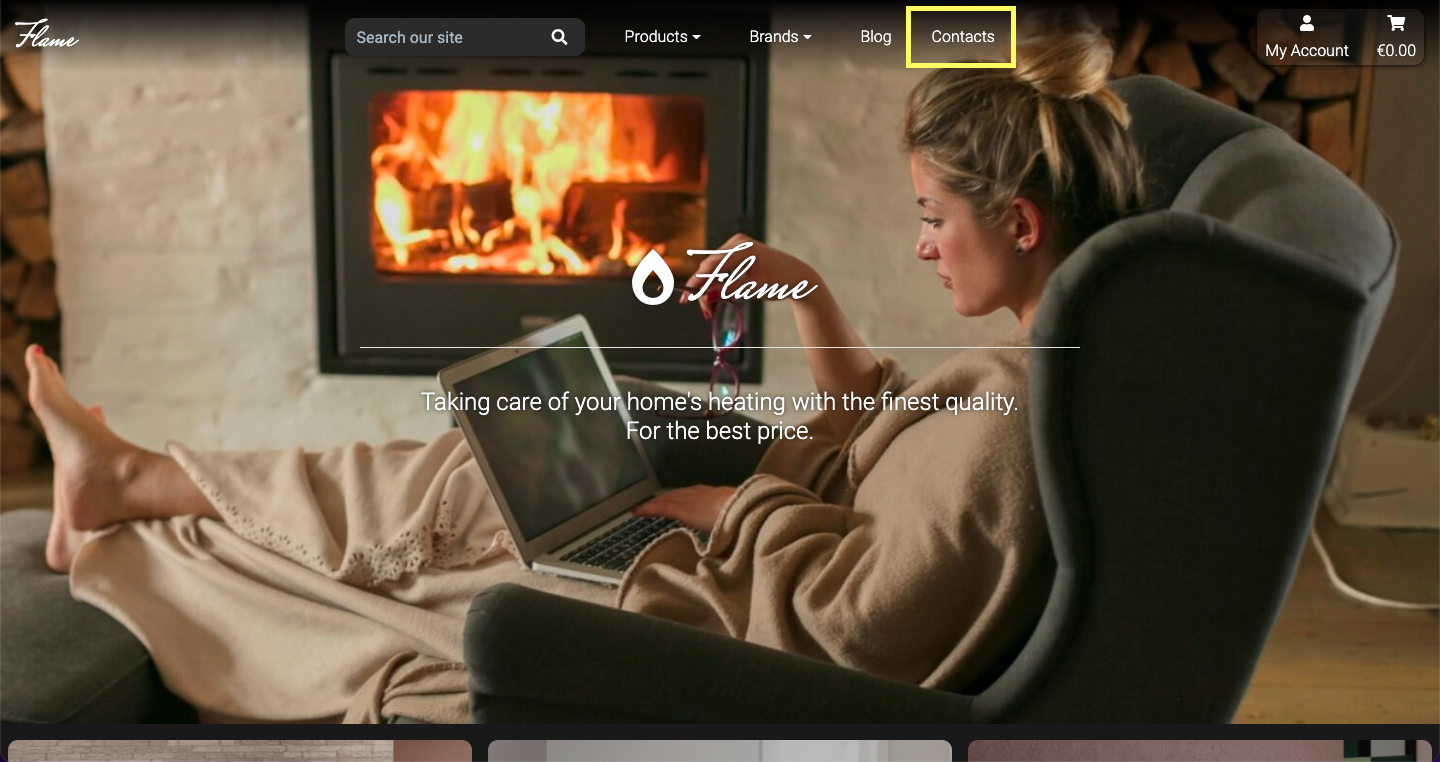 Flame
Search our site
Products
Brands
Blog
Contacts
My Account
€0.00
Flame
Taking care of your home's heating with the finest quality.
For the best price.